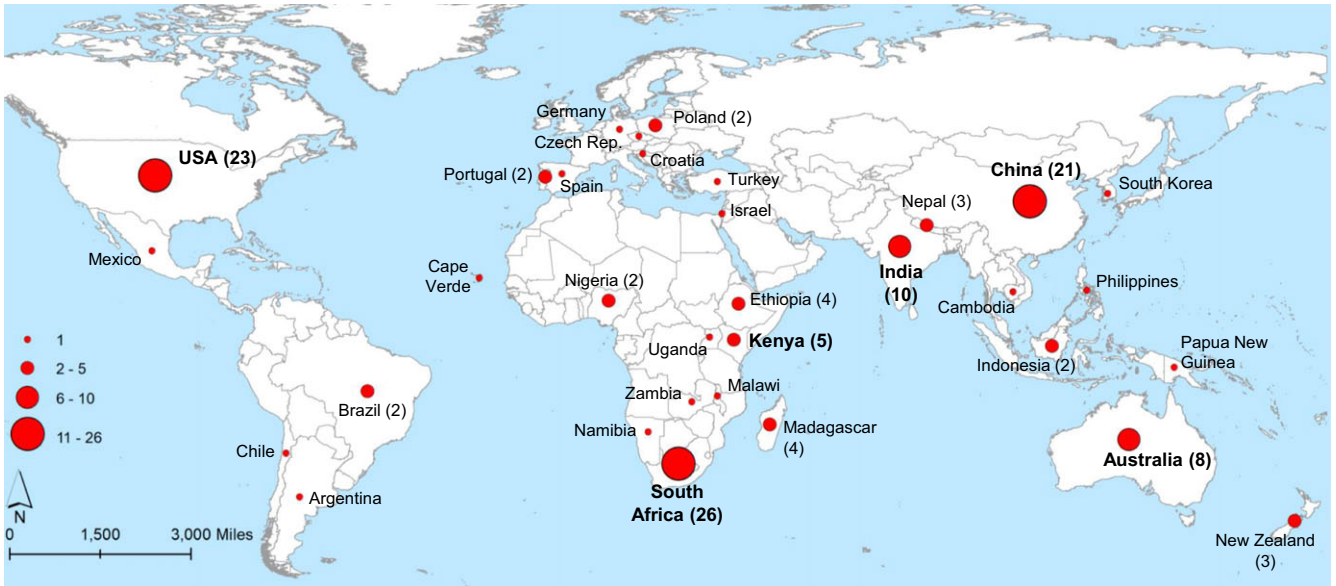 Germany
Poland (2)
Czech Rep.
Croatia
USA (23)
Portugal (2)
Spain
Turkey
China (21)
South Korea
Israel
Nepal (3)
Mexico
Cape
Verde
Nigeria (2)
Ethiopia (4)
India
(10)
Philippines
Cambodia
Uganda
Kenya (5)
Indonesia (2)
Papua New
Guinea
Zambia
Malawi
Brazil (2)
Namibia
Madagascar
(4)
Chile
Argentina
South
Africa (26)
Australia (8)
New Zealand
(3)
1
2 - 5
6 - 10
11 - 26
N
0 1,500 3,000 Miles